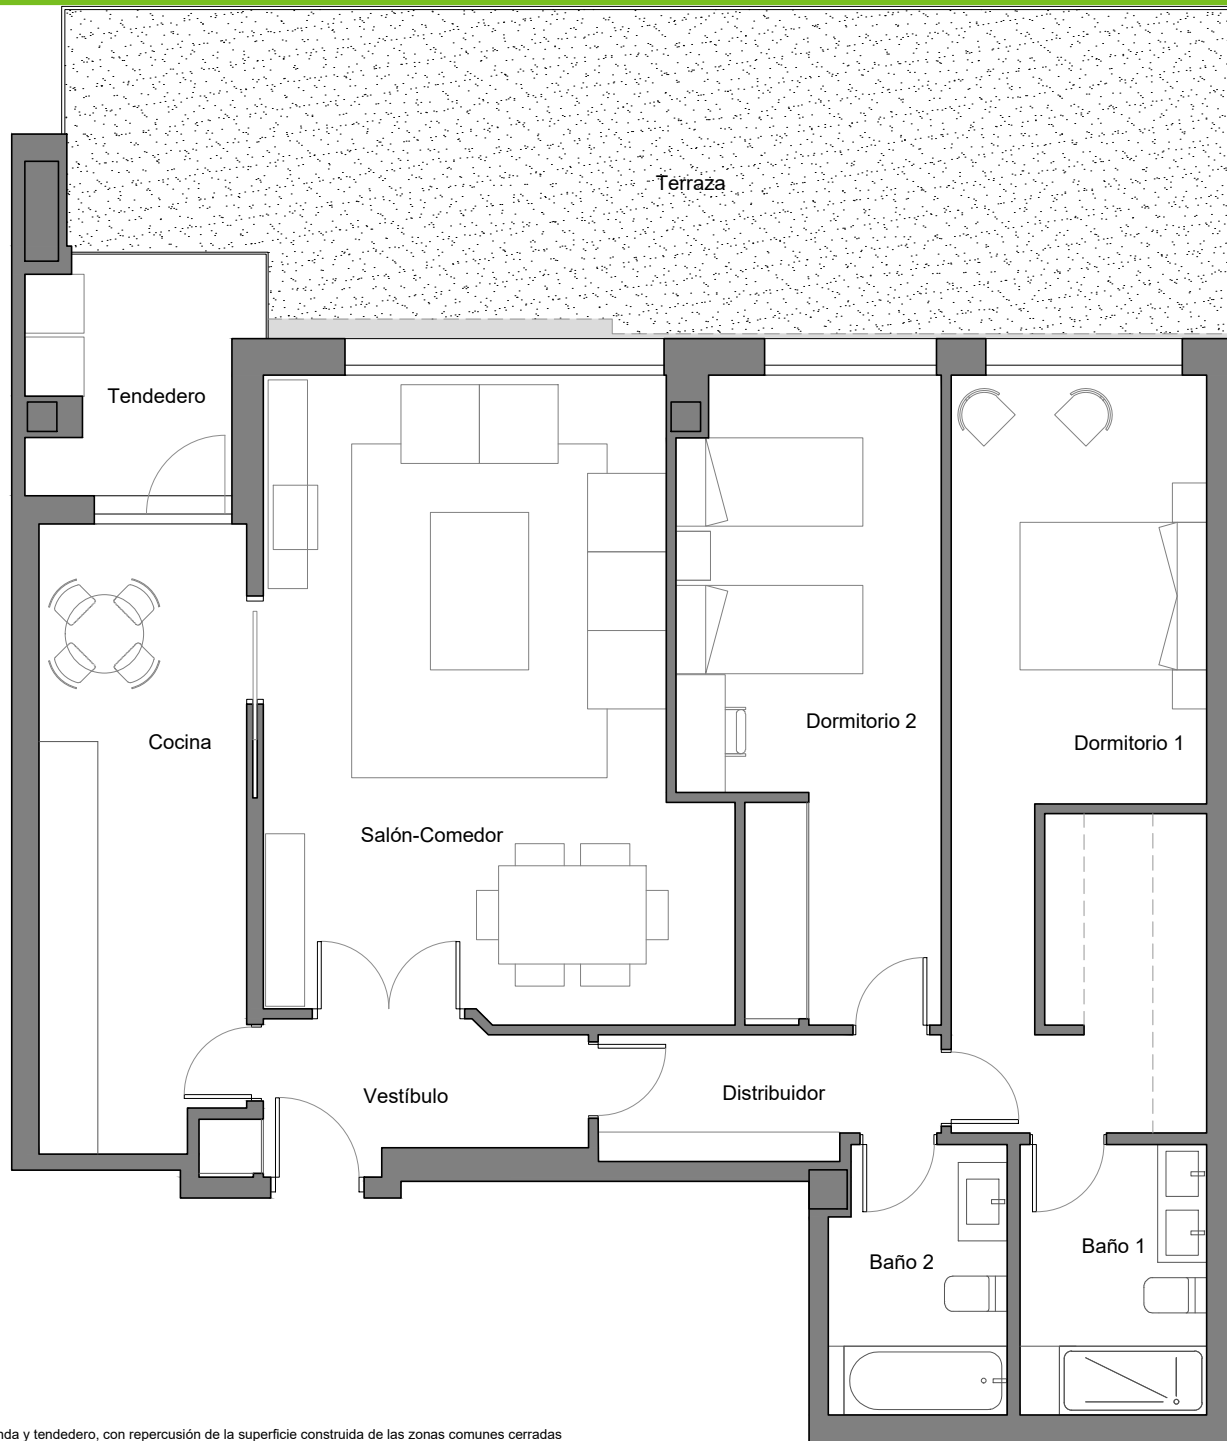 Terraza
Tendedero
Dormitorio 2
Cocina
Dormitorio 1
Salón-Comedor
Vestíbulo
Distribuidor
Baño 1
Baño 2
y tendedero, con repercusión de la superficie construida de las zonas comunes cerradas